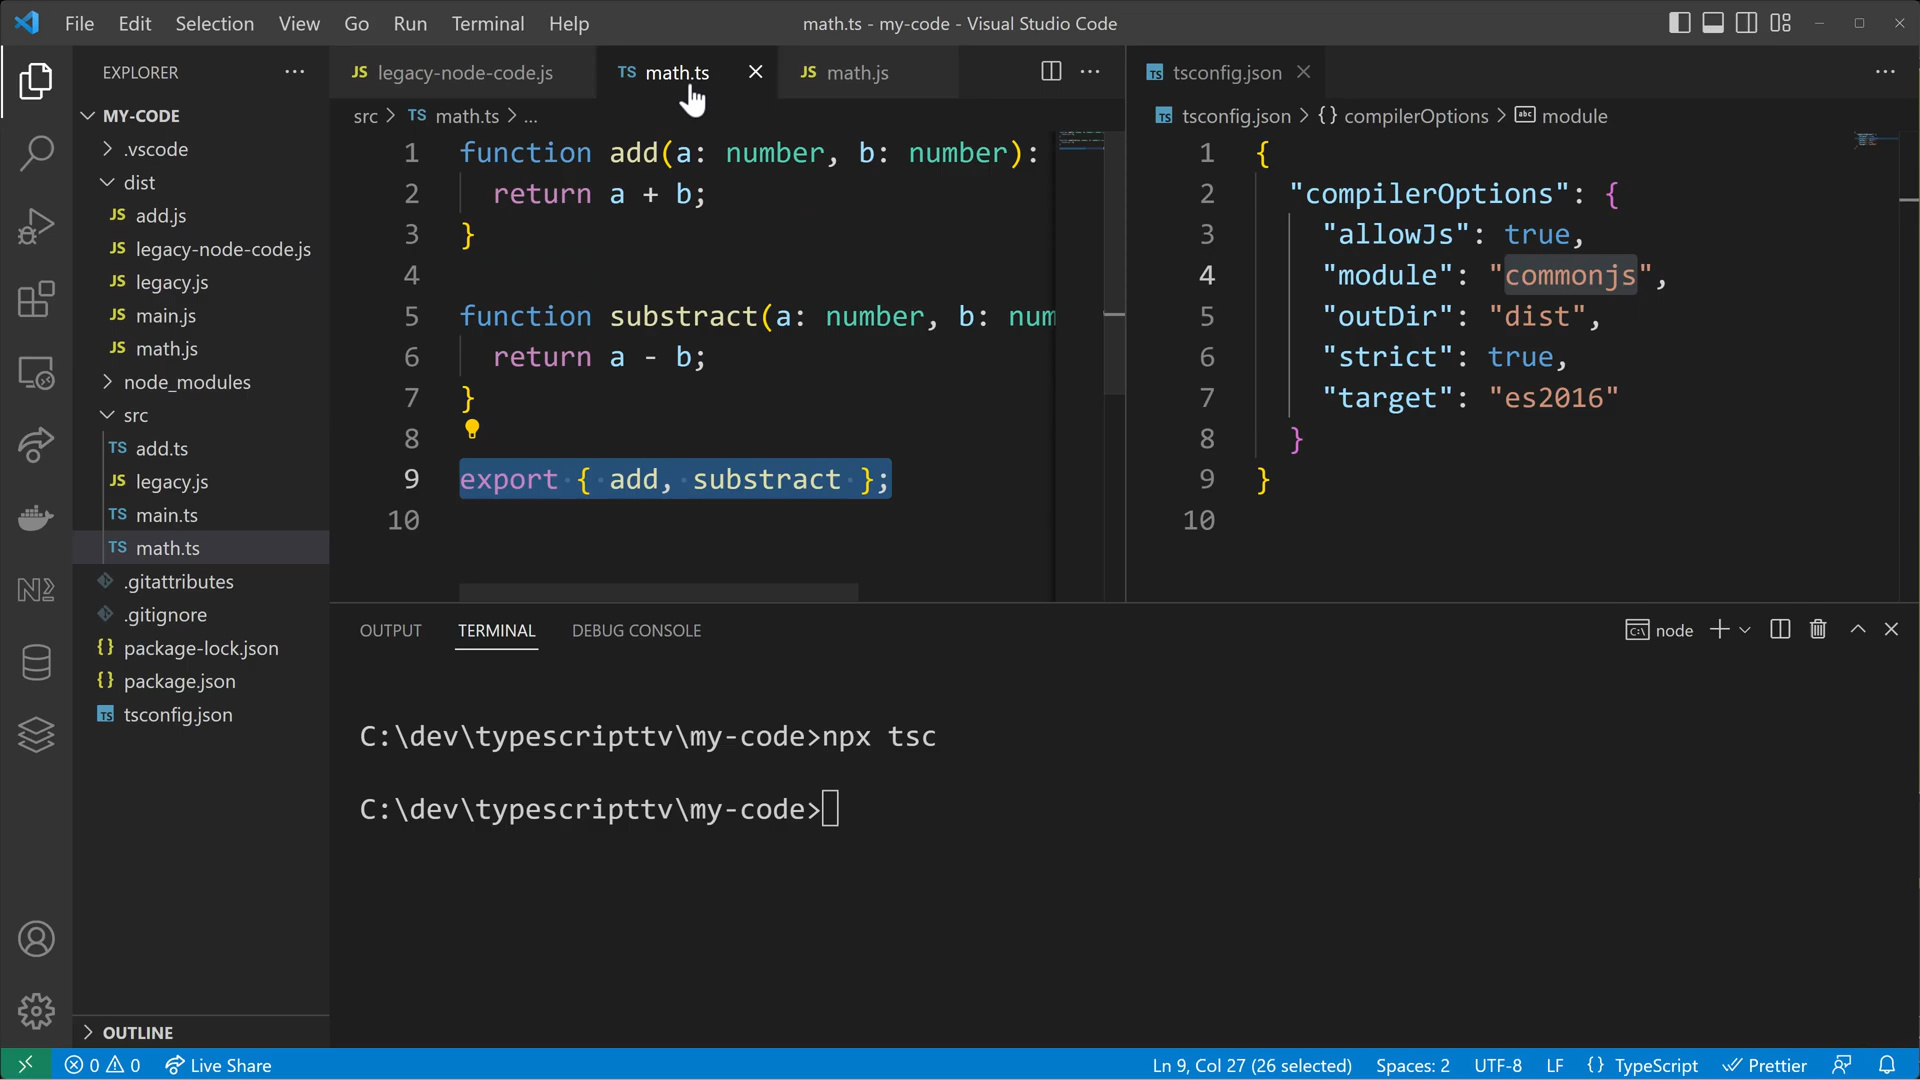 File Edit Selection View Go Run Terminal Help
math.ts - my-code - Visual Studio Code
EXPLORER
MY-CODE
.vscode
dist
JS add.js
JS legacy-node-code.js
JS legacy.js
JS main.js
JS math.js
node_modules
src
TS add.ts
JS legacy.js
TS main.ts
TS math.ts
.gitattributes
.gitignore
{} package-lock.json
{} package.json
TS tsconfig.json
OUTLINE
JS legacy-node-code.js
TS math.ts
JS math.js
src > TS math.ts > ...
1 function add(a: number, b: number):
2 return a + b;
3 }
4
5 function substract(a: number, b: num
6 return a - b;
7 }
8
9 export { add, substract };
10
TS tsconfig.json
TS tsconfig.json > {} compilerOptions > abc module
1 {
2 "compilerOptions": {
3 "allowJs": true,
4 "module": "commonjs",
5 "outDir": "dist",
6 "strict": true,
7 "target": "es2016"
8 }
9 }
10
OUTPUT TERMINAL DEBUG CONSOLE
node
C:\dev\typescripttv\my-code>npx tsc
C:\dev\typescripttv\my-code>
0 0 Live Share
Ln 9, Col 27 (26 selected) Spaces: 2 UTF-8 LF {} TypeScript Prettier